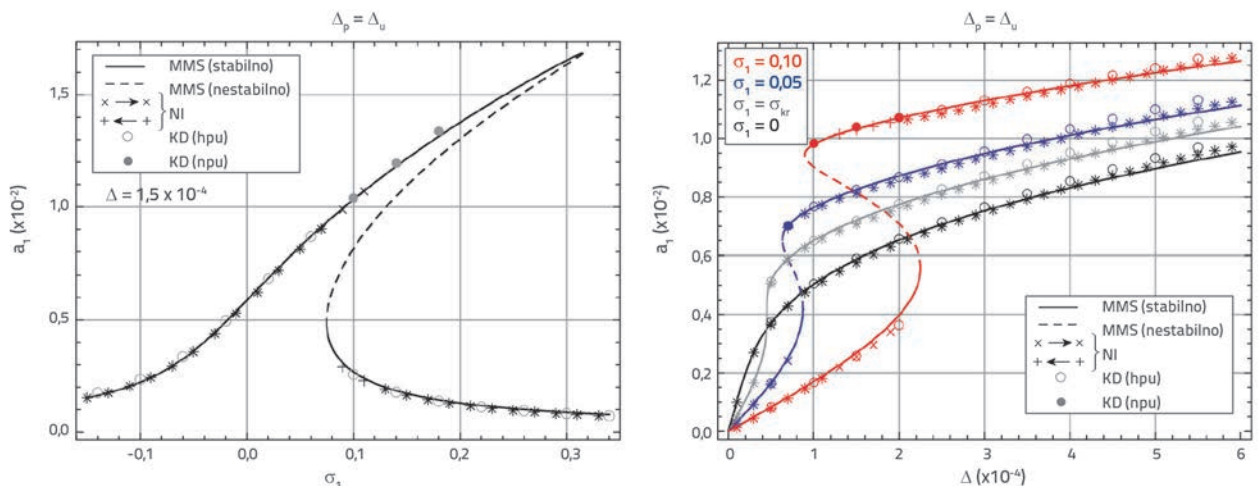 Δp = Δu
MMS (stabilno)
MMS (nestabilno)
NI
KD (hpu)
KD (npu)
Δ = 1,5 x 10-4
a1 (x10-2)
1,5
1,0
0,5
0,0
-0,1
0,0
0,1
0,2
0,3
σ1
Δp = Δu
σ1 = 0,10
σ1 = 0,05
σ1 = σkr
σ1 = 0
MMS (stabilno)
MMS (nestabilno)
NI
KD (hpu)
KD (npu)
a1 (x10-2)
1,2
1,0
0,8
0,6
0,4
0,2
0,0
0
1
2
3
4
5
6
Δ (x10-4)